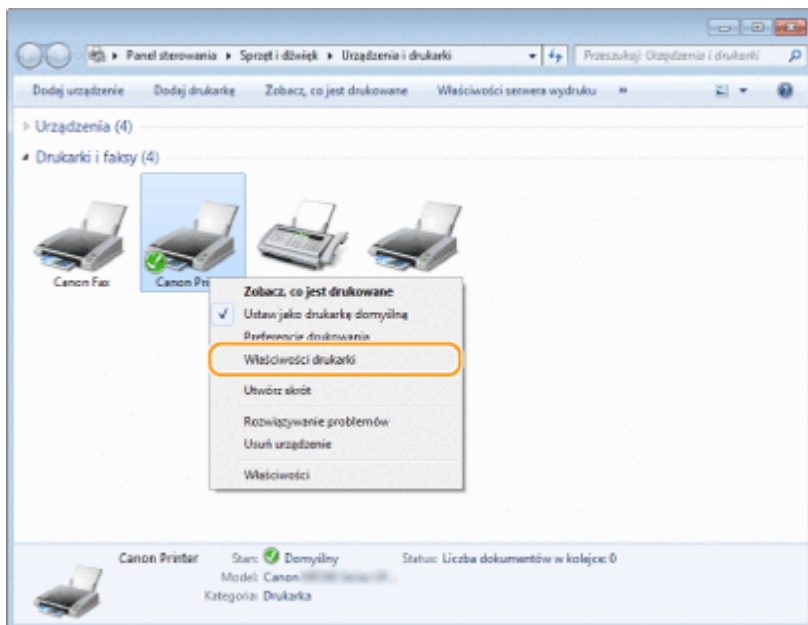 Panel sterowania ▸ Sprzęt i dźwięk ▸ Urządzenia i drukarki
Przeszukaj: Urządzenia i drukarki
Dodaj urządzenie Dodaj drukarkę Zobacz, co jest drukowane Właściwości serwera wydruku »
Urządzenia (4)
Drukarki i faksy (4)
Canon Fax
Canon Pri
Zobacz, co jest drukowane
Ustaw jako drukarkę domyślną
Preferencje drukowania
Właściwości drukarki
Utwórz skrót
Rozwiązywanie problemów
Usuń urządzenie
Właściwości
Canon Printer Stan: Domyślny Status: Liczba dokumentów w kolejce: 0
Model: Canon
Kategoria: Drukarka